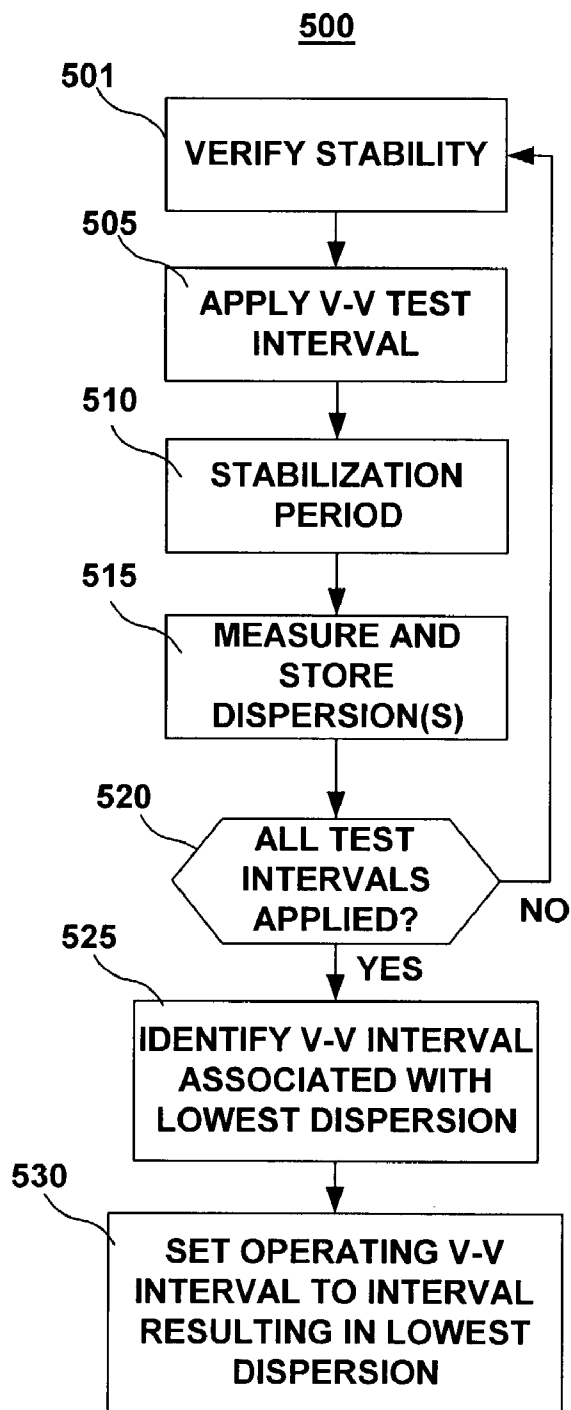 500
501
VERIFY STABILITY
505
APPLY V-V TEST
INTERVAL
510
STABILIZATION
PERIOD
515
MEASURE AND
STORE
DISPERSION(S)
520
ALL TEST
INTERVALS
APPLIED?
NO
YES
525
IDENTIFY V-V INTERVAL
ASSOCIATED WITH
LOWEST DISPERSION
530
SET OPERATING V-V
INTERVAL TO INTERVAL
RESULTING IN LOWEST
DISPERSION